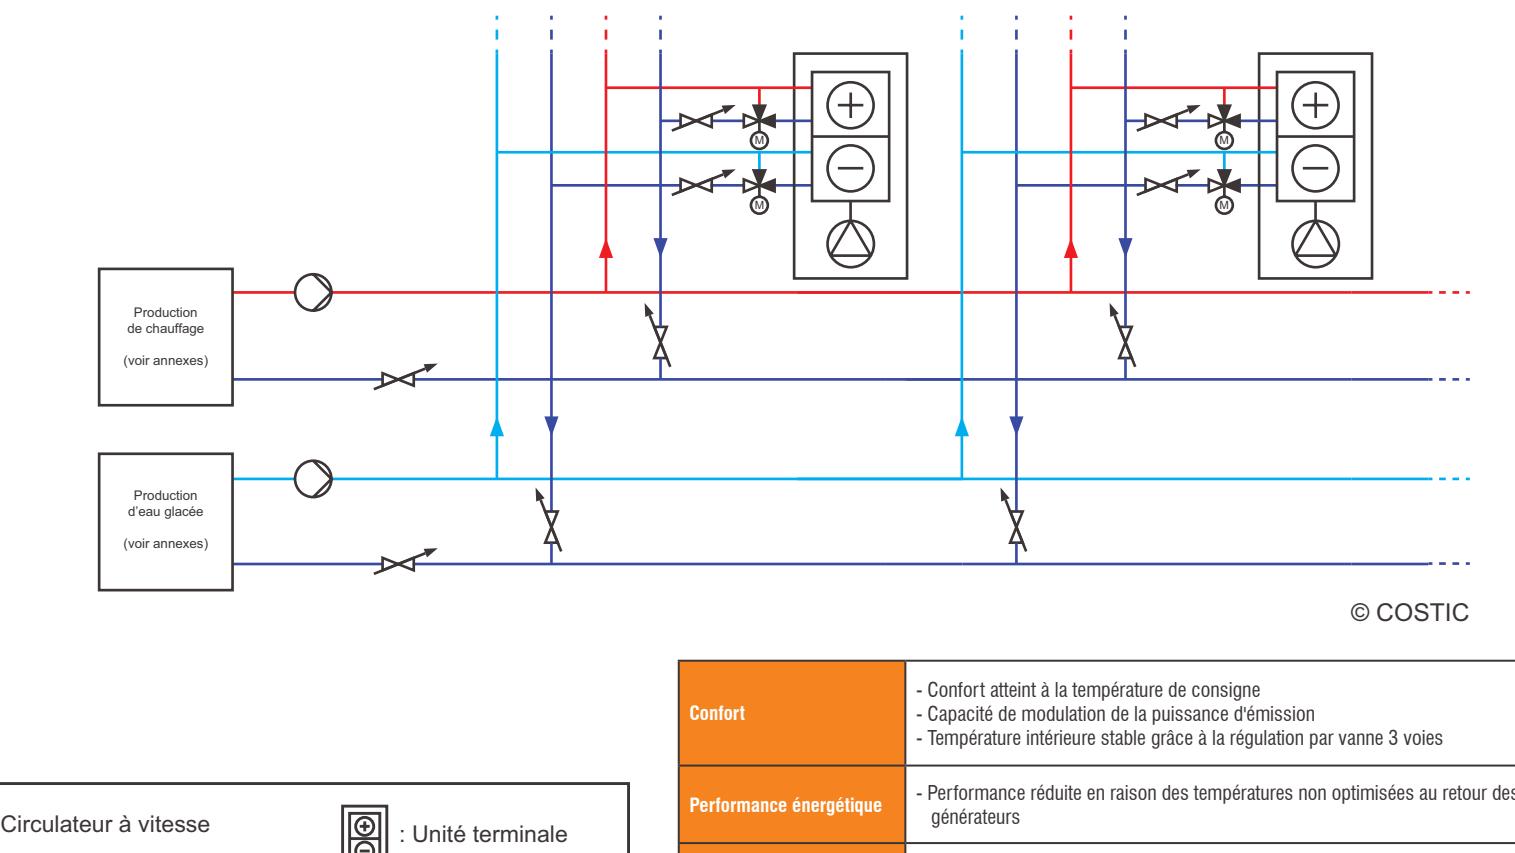 M
M
M
M
Production
de chauffage
(voir annexes)
Production
d'eau glacée
(voir annexes)
© COSTIC
Confort
- Confort atteint à la température de consigne
- Capacité de modulation de la puissance d'émission
- Température intérieure stable grâce à la régulation par vanne 3 voies
Performance énergétique
- Performance réduite en raison des températures non optimisées au retour des
générateurs
Circulateur à vitesse
: Unité terminale